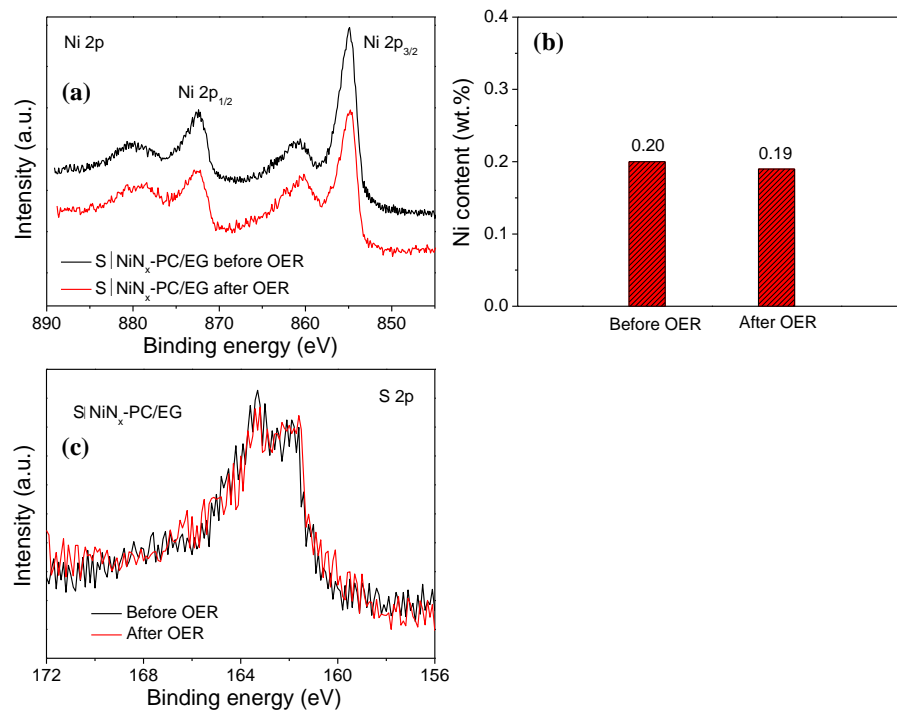 Ni 2p
Ni 2p3/2
(a)
Ni 2p1/2
Intensity (a.u.)
S|NiNx-PC/EG before OER
S|NiNx-PC/EG after OER
890 880 870 860 850
Binding energy (eV)
(b)
Ni content (wt.%)
0.4
0.3
0.2
0.1
0.0
0.20
0.19
Before OER
After OER
S|NiNx-PC/EG
S 2p
(c)
Intensity (a.u.)
Before OER
After OER
172 168 164 160 156
Binding energy (eV)